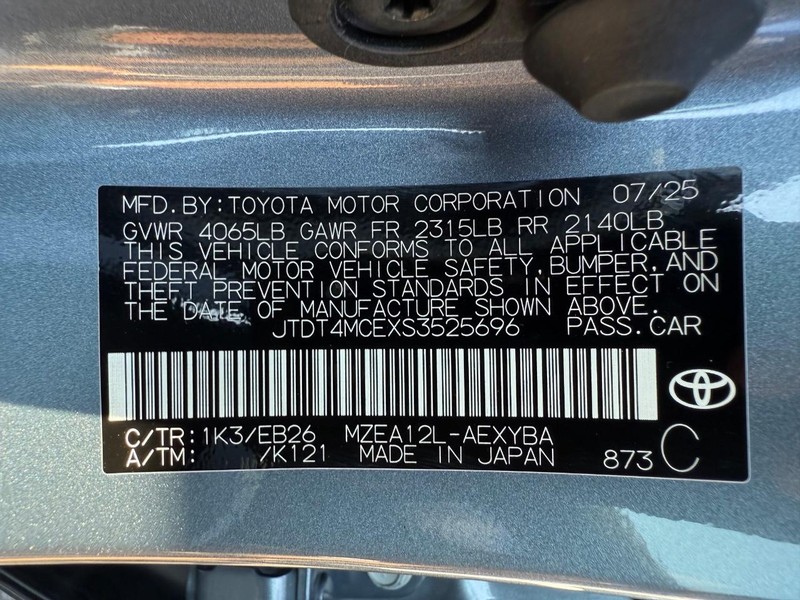 MFD. BY: TOYOTA MOTOR CORPORATION 07/25
GVWR 4065LB GAWR FR 2315LB RR 2140LB
THIS VEHICLE CONFORMS TO ALL APPLICABLE
FEDERAL MOTOR VEHICLE SAFETY, BUMPER, AND
THEFT PREVENTION STANDARDS IN EFFECT ON
THE DATE OF MANUFACTURE SHOWN ABOVE.
JTDT4MCEXS3525696 PASS. CAR
C/TR: 1K3/EB26 MZEA12L-AEXYBA
A/TM: /K121 MADE IN JAPAN 873 C